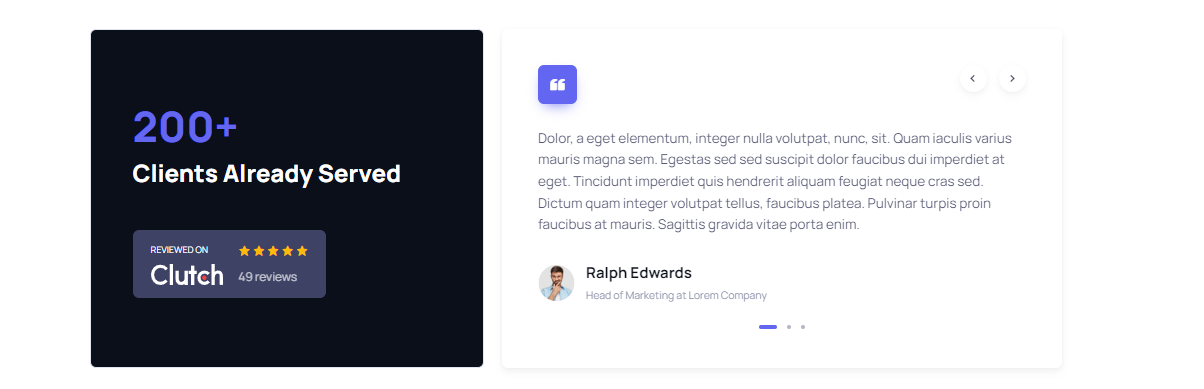 200+
Clients Already Served
REVIEWED ON
Clutch
49 reviews
Dolor, a eget elementum, integer nulla volutpat, nunc, sit. Quam iaculis varius
mauris magna sem. Egestas sed sed suscipit dolor faucibus dui imperdiet at
eget. Tincidunt imperdiet quis hendrerit aliquam feugiat neque cras sed.
Dictum quam integer volutpat tellus, faucibus platea. Pulvinar turpis proin
faucibus at mauris. Sagittis gravida vitae porta enim.
Ralph Edwards
Head of Marketing at Lorem Company